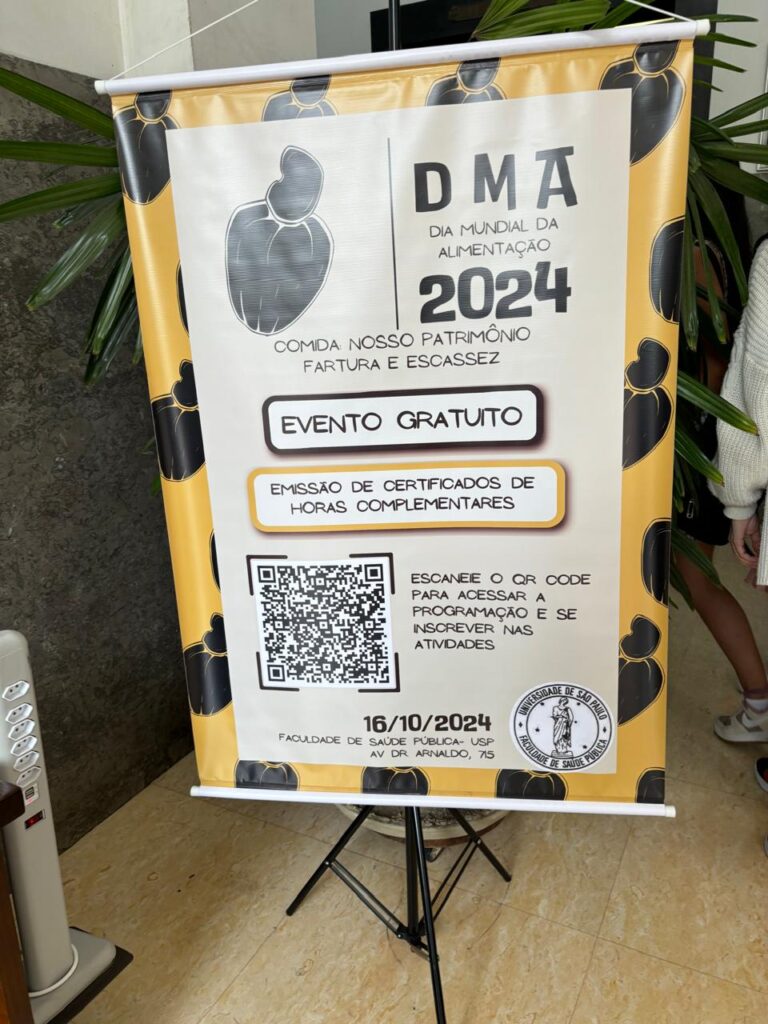 DMA
DIA MUNDIAL DA
ALIMENTAÇÃO
2024
COMIDA: NOSSO PATRIMÔNIO
FARTURA E ESCASSEZ
EVENTO GRATUITO
EMISSÃO DE CERTIFICADOS DE
HORAS COMPLEMENTARES
ESCANEIE O QR CODE
PARA ACESSAR A
PROGRAMAÇÃO E SE
INSCREVER NAS
ATIVIDADES
16/10/2024
FACULDADE DE SAÚDE PÚBLICA- USP
AV DR ARNALDO, 715
UNIVERSIDADE DE SÃO PAULO
FACULDADE DE SAÚDE PÚBLICA